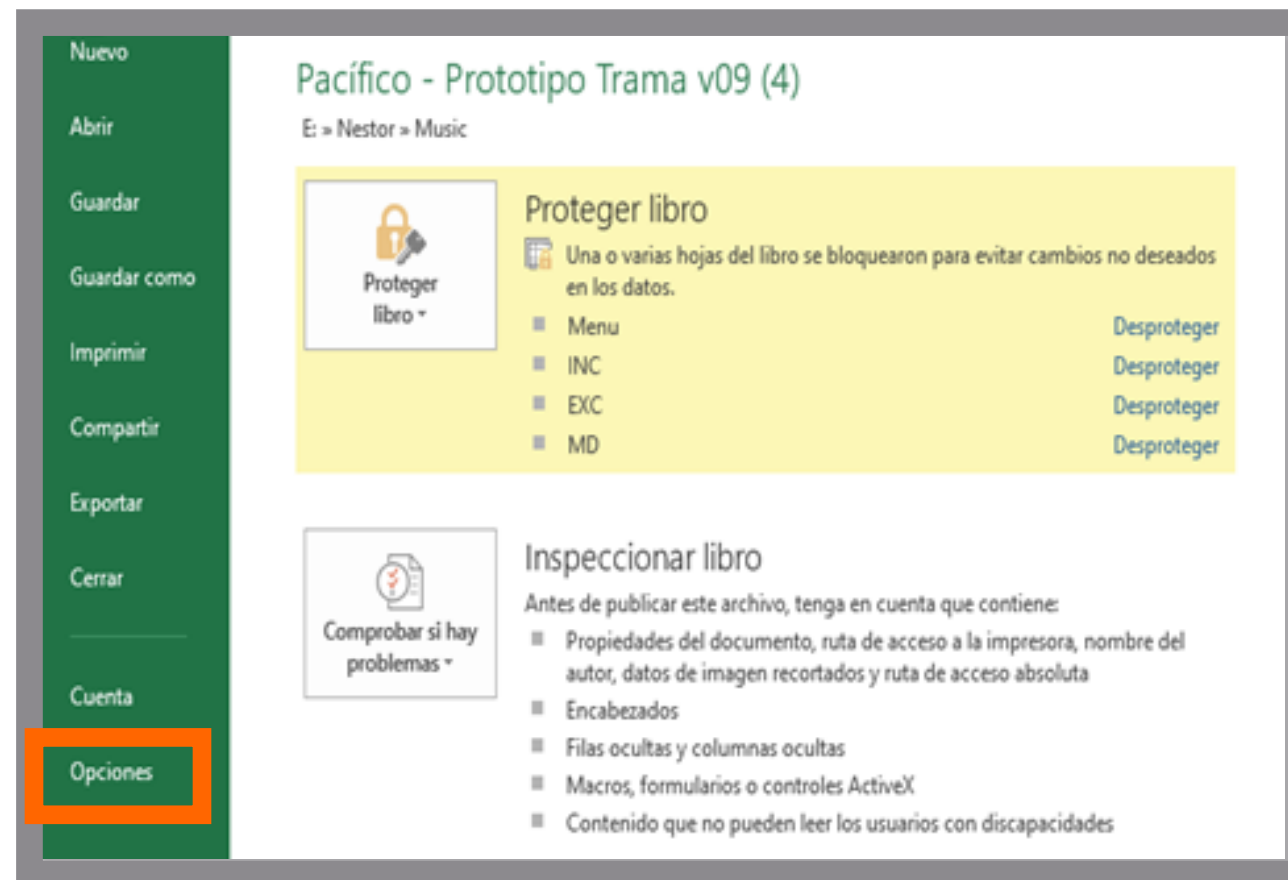 Nuevo
Abrir
Guardar
Guardar como
Imprimir
Compartir
Exportar
Cerrar
Cuenta
Opciones
Pacífico - Prototipo Trama v09 (4)
E: » Nestor » Music
Proteger
libro
Proteger libro
Una o varias hojas del libro se bloquearon para evitar cambios no deseados
en los datos.
Menu Desproteger
INC Desproteger
EXC Desproteger
MD Desproteger
Comprobar si hay
problemas
Inspeccionar libro
Antes de publicar este archivo, tenga en cuenta que contiene:
Propiedades del documento, ruta de acceso a la impresora, nombre del
autor, datos de imagen recortados y ruta de acceso absoluta
Encabezados
Filas ocultas y columnas ocultas
Macros, formularios o controles ActiveX
Contenido que no pueden leer los usuarios con discapacidades